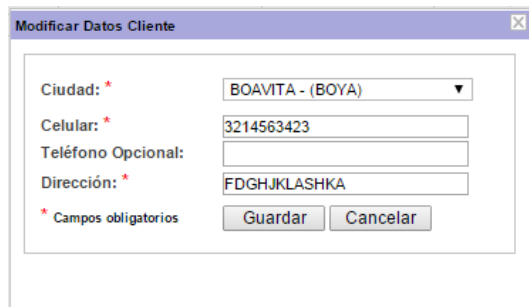 Modificar Datos Cliente
Ciudad: * BOAVITA - (BOYA)
Celular: * 3214563423
Teléfono Opcional:
Dirección: * FDGHJKLASHKA
* Campos obligatorios Guardar Cancelar